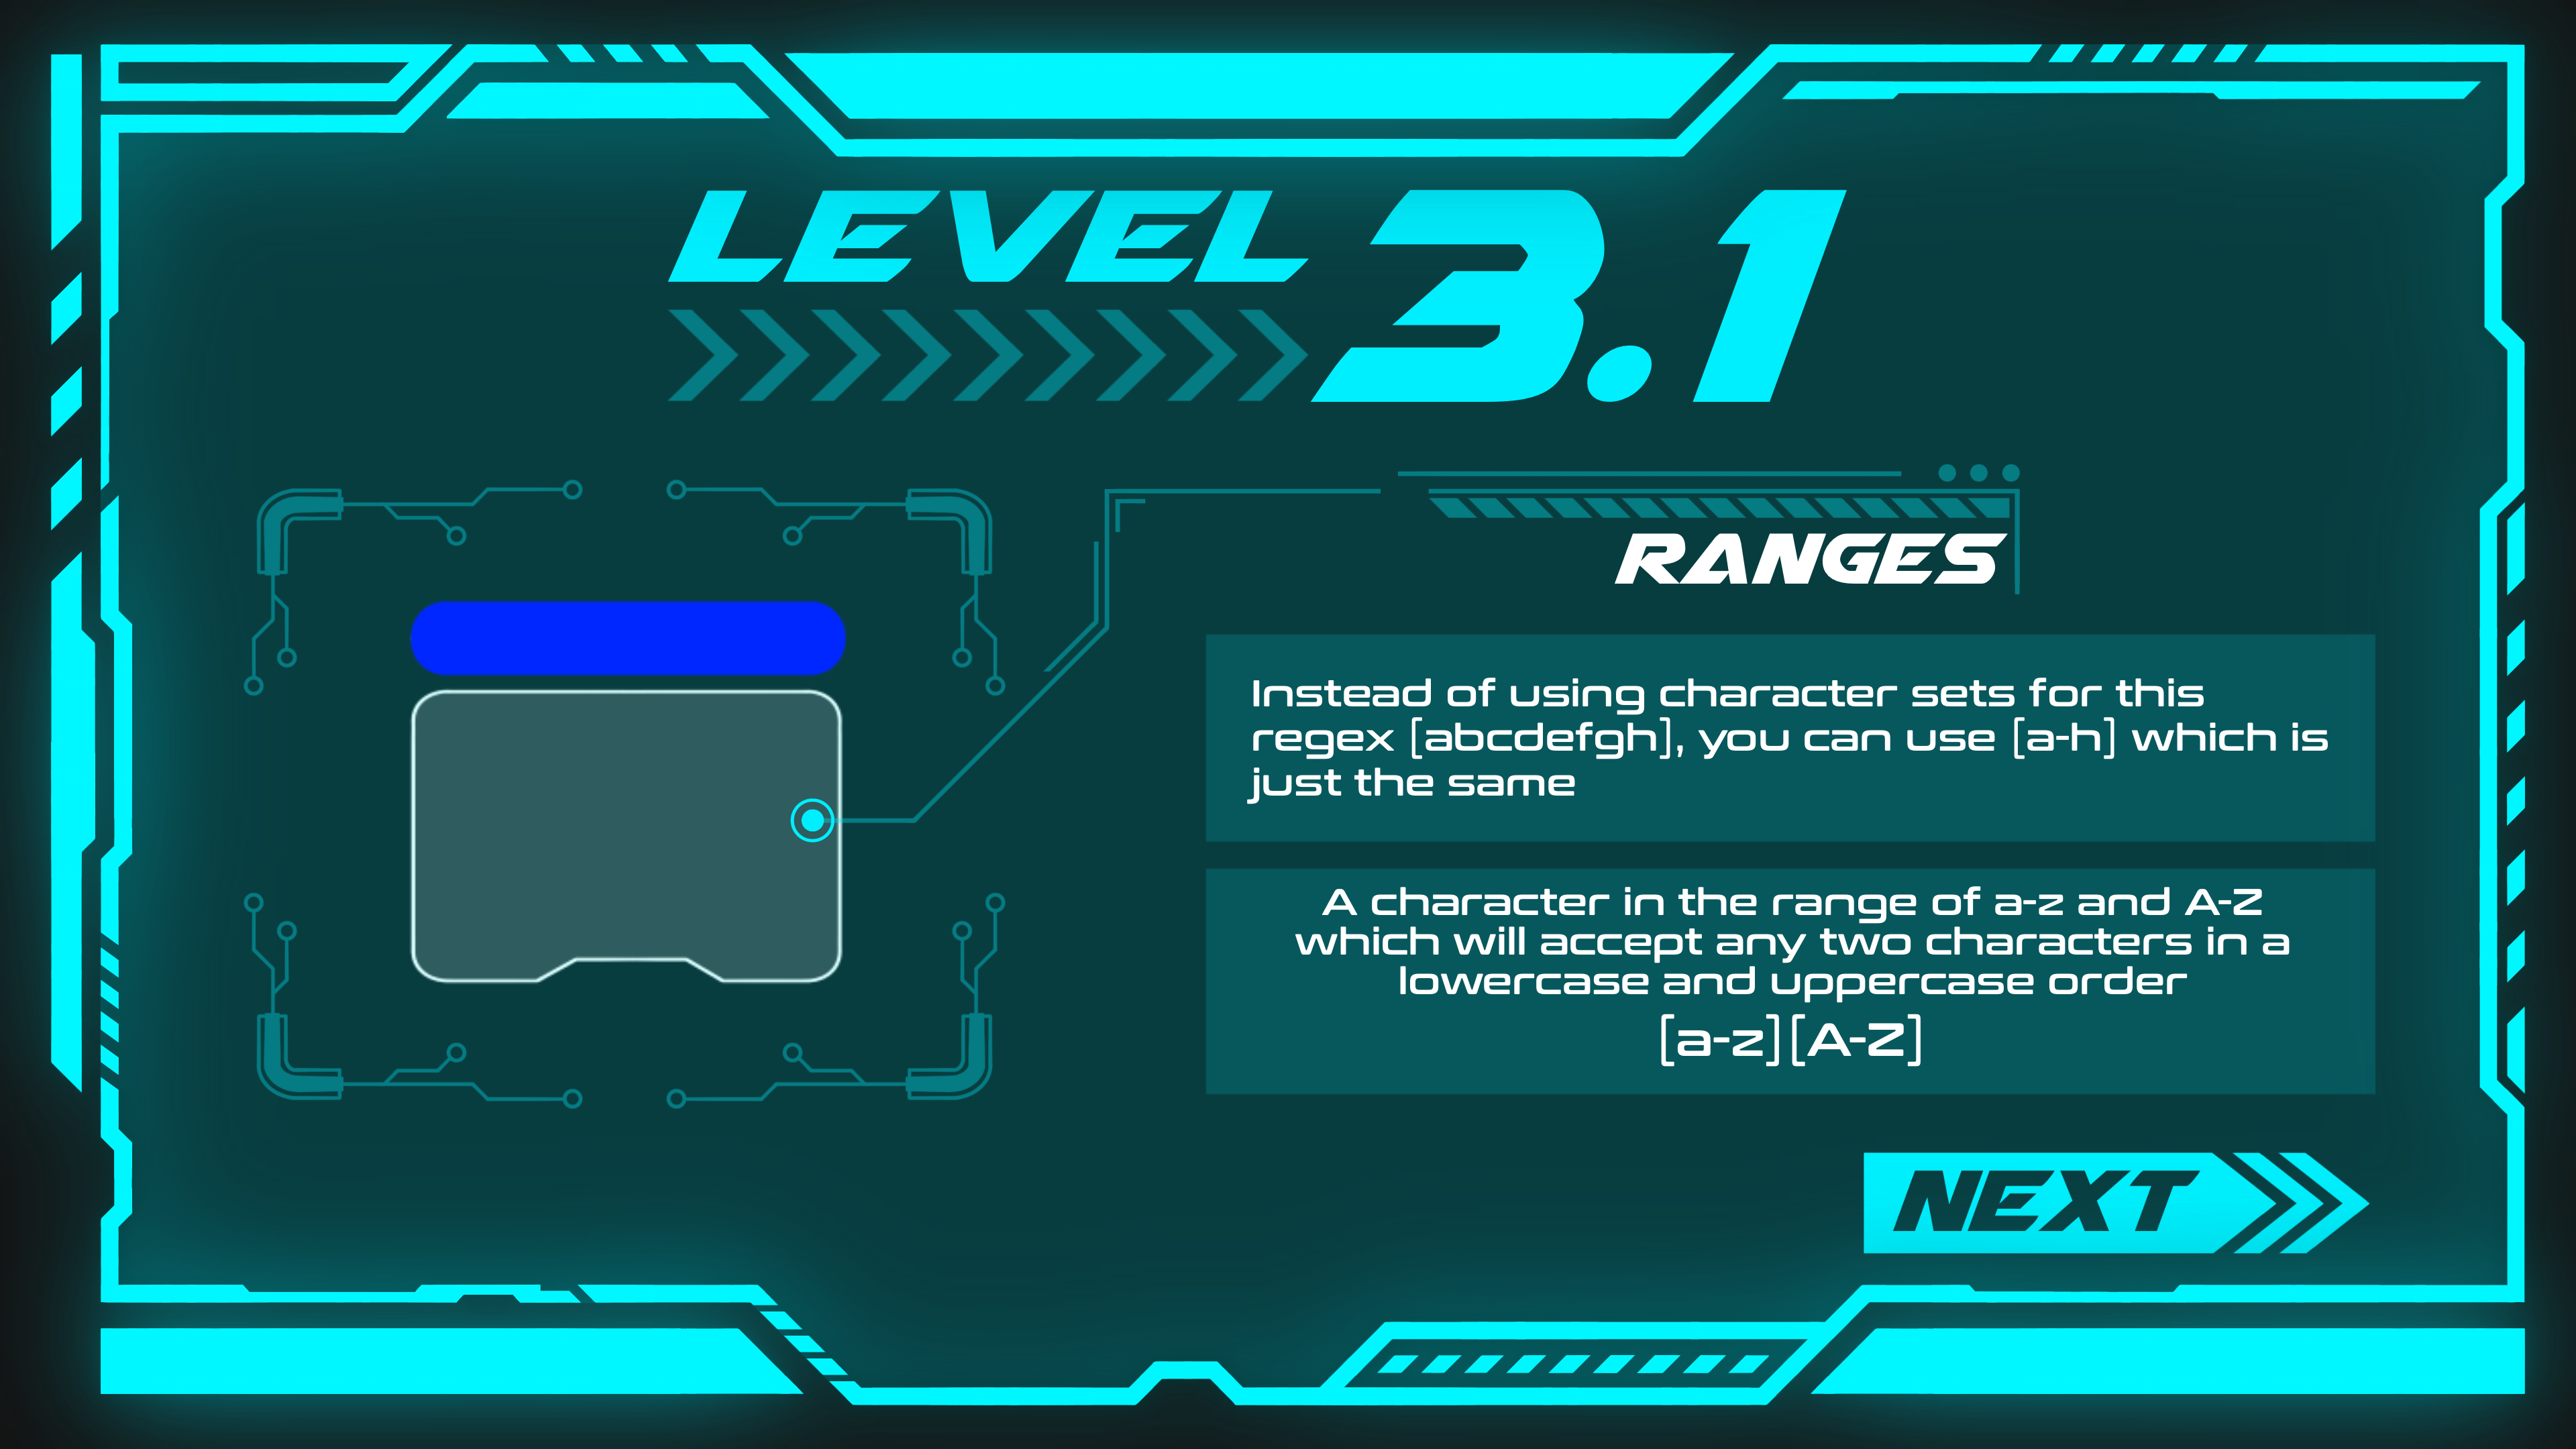 LEVEL 3.1
RANGES
Instead of using character sets for this
regex [abcdefgh], you can use [a-h] which is
just the same
A character in the range of a-z and A-Z
which will accept any two characters in a
lowercase and uppercase order
[a-z][A-Z]
NEXT